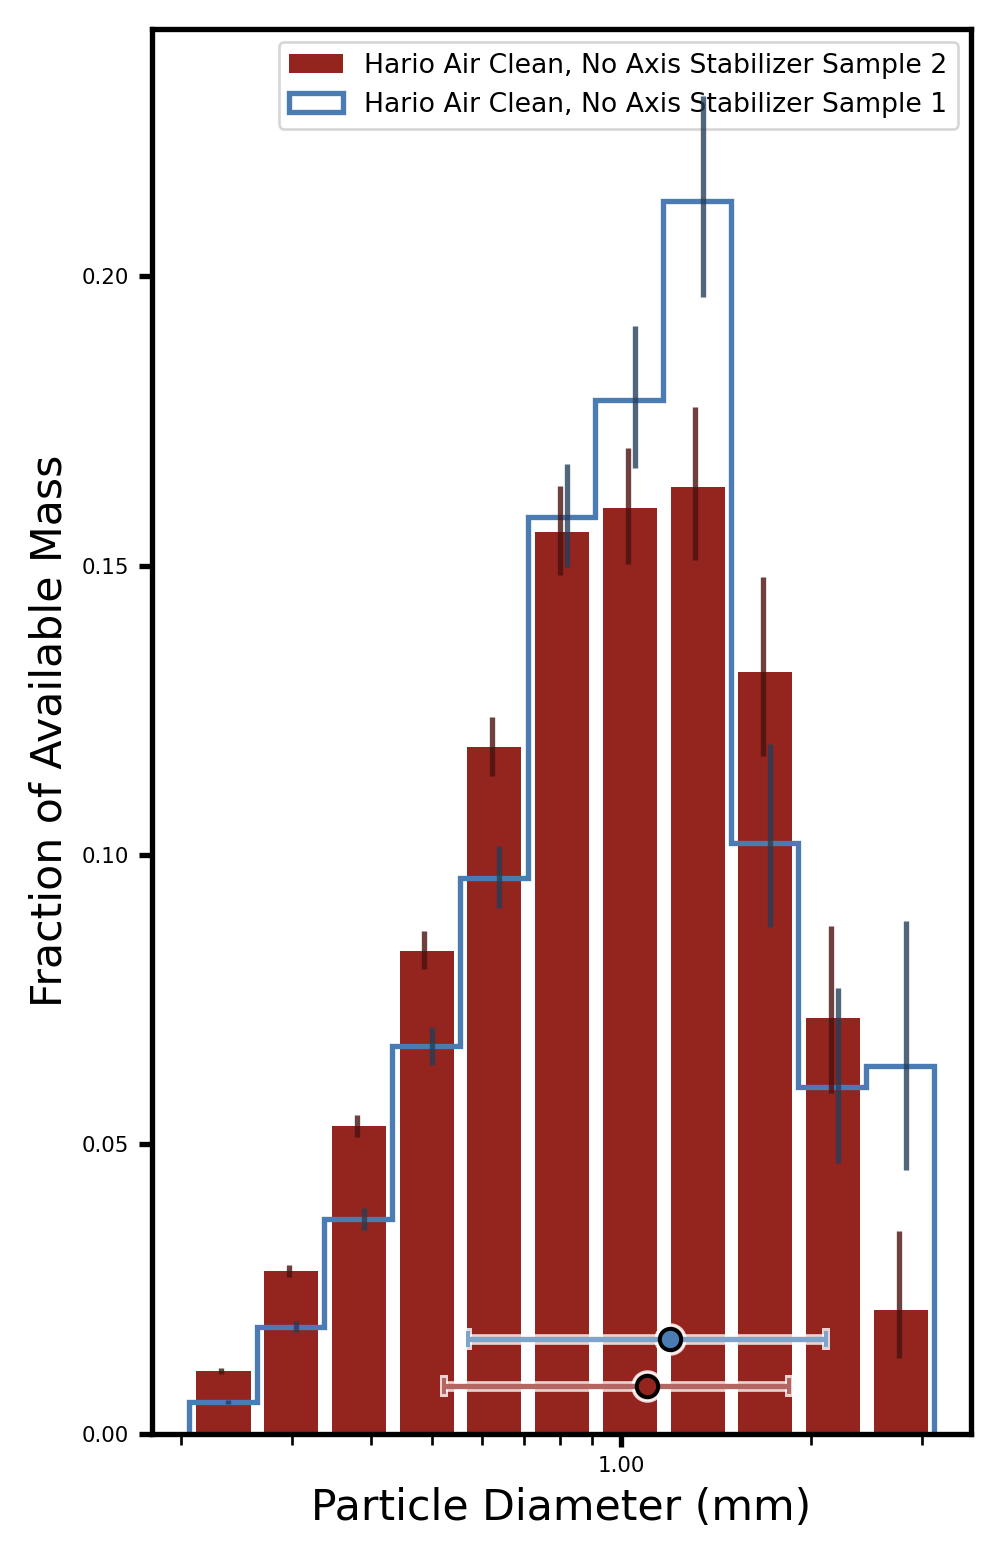 Hario Air Clean, No Axis Stabilizer Sample 2
Hario Air Clean, No Axis Stabilizer Sample 1
0.20
0.15
0.10
0.05
0.00
Fraction of Available Mass
1.00
Particle Diameter (mm)